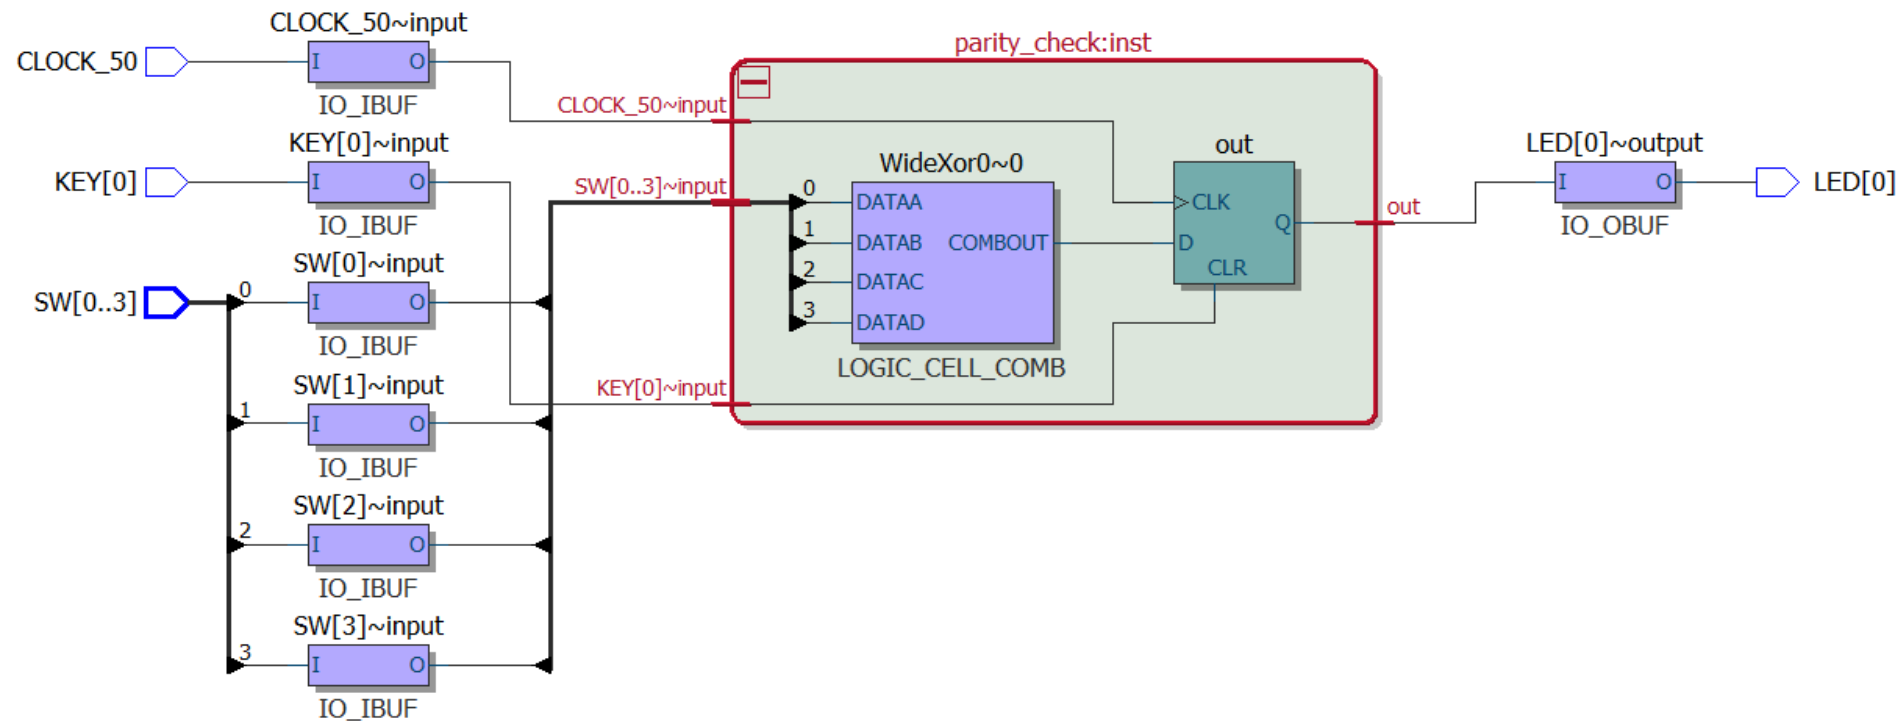 CLOCK_50~input
CLOCK_50
I O
IO_IBUF
KEY[0]~input
KEY[0]
I O
IO_IBUF
SW[0]~input
SW[0..3]
0
I O
IO_IBUF
SW[1]~input
1
I O
IO_IBUF
SW[2]~input
2
I O
IO_IBUF
SW[3]~input
3
I O
IO_IBUF
parity_check:inst
CLOCK_50~input
SW[0..3]~input
KEY[0]~input
WideXor0~0
0 DATAA
1 DATAB COMBOUT
2 DATAC
3 DATAD
LOGIC_CELL_COMB
out
CLK
Q
D
CLR
out
LED[0]~output
I O
IO_OBUF
LED[0]